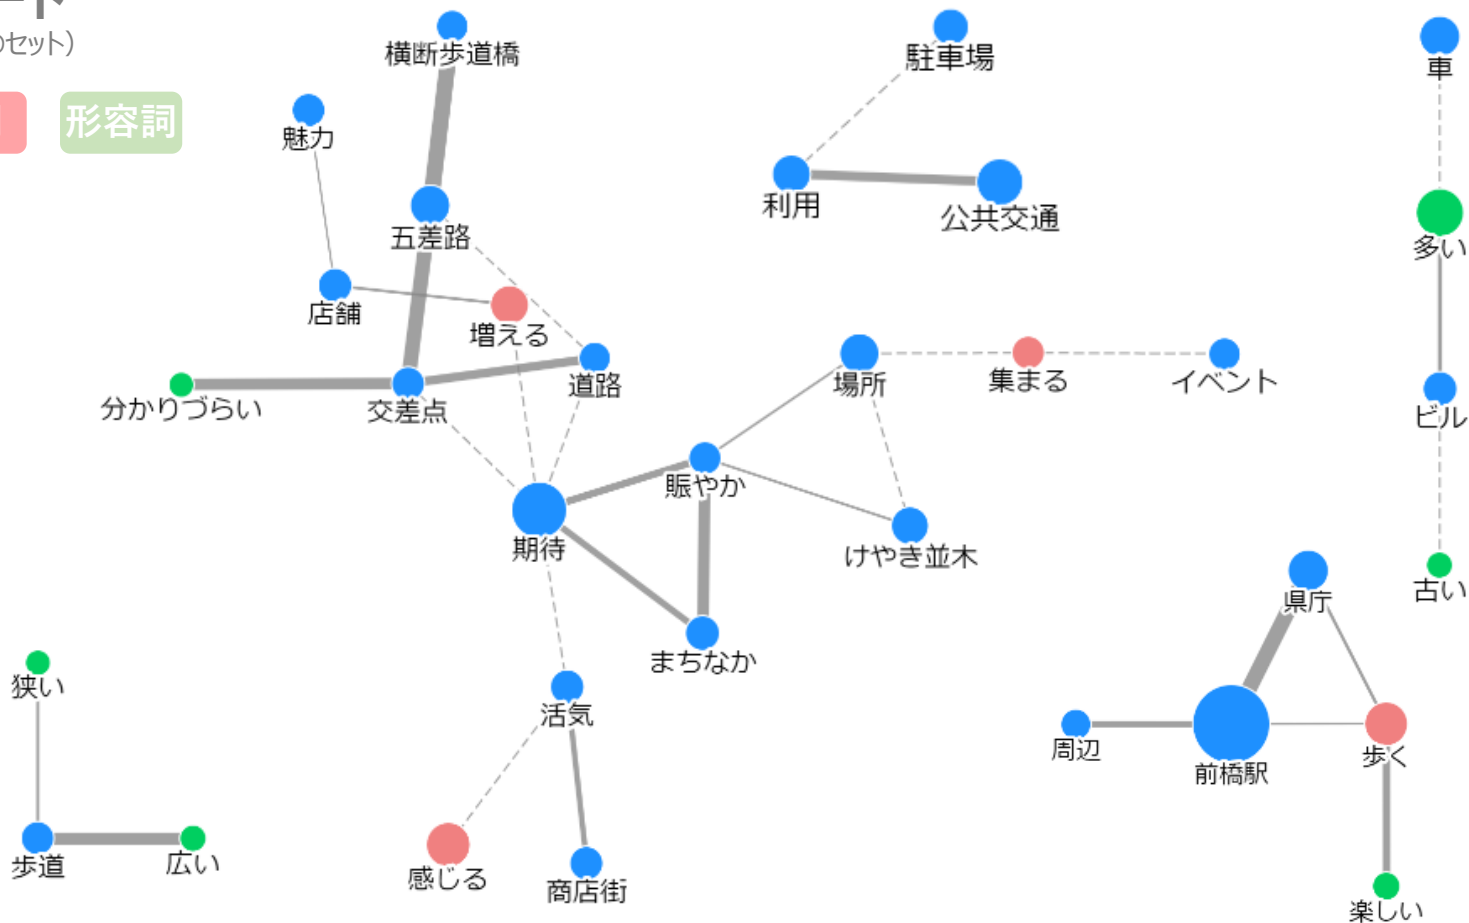 のセット）
形容詞
横断歩道橋
駐車場
車
魅力
利用
公共交通
五差路
多い
店舗
増える
道路
場所
集まる
イベント
分かりづらい
交差点
ビル
賑やか
期待
けやき並木
古い
県庁
まちなか
狭い
活気
周辺
前橋駅
歩く
歩道
広い
感じる
商店街
楽しい